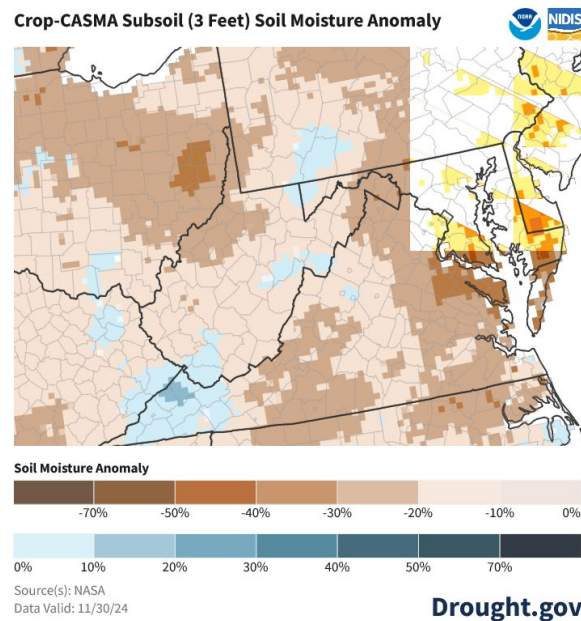 Crop-CASMA Subsoil (3 Feet) Soil Moisture Anomaly
NOAA
NIDIS
Soil Moisture Anomaly
-70% -50% -40% -30% -20% -10% 0%
0% 10% 20% 30% 40% 50% 70%
Source(s): NASA
Data Valid: 11/30/24
Drought.gov